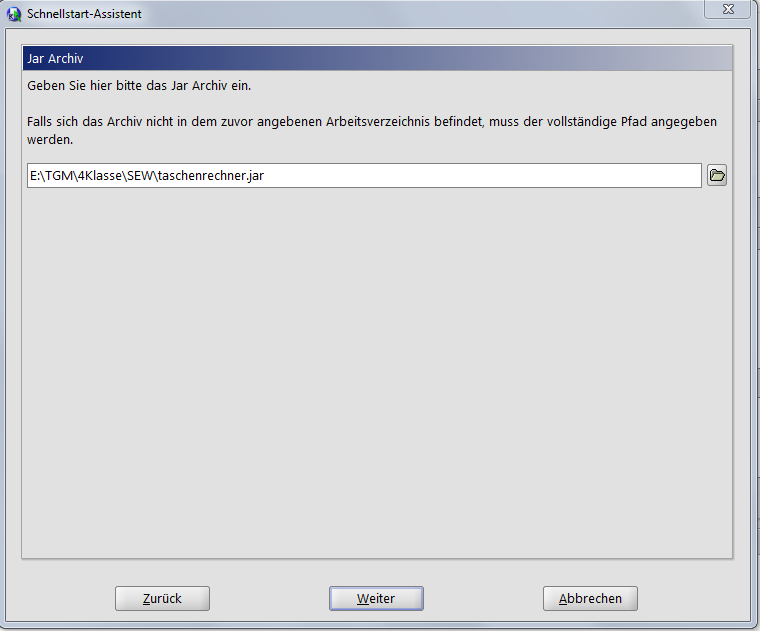 Schnellstart-Assistent
Jar Archiv
Geben Sie hier bitte das Jar Archiv ein.
Falls sich das Archiv nicht in dem zuvor angebenen Arbeitsverzeichnis befindet, muss der vollständige Pfad angegeben
werden.
E:\TGM\4Klasse\SEW\taschenrechner.jar
Zurück
Weiter
Abbrechen